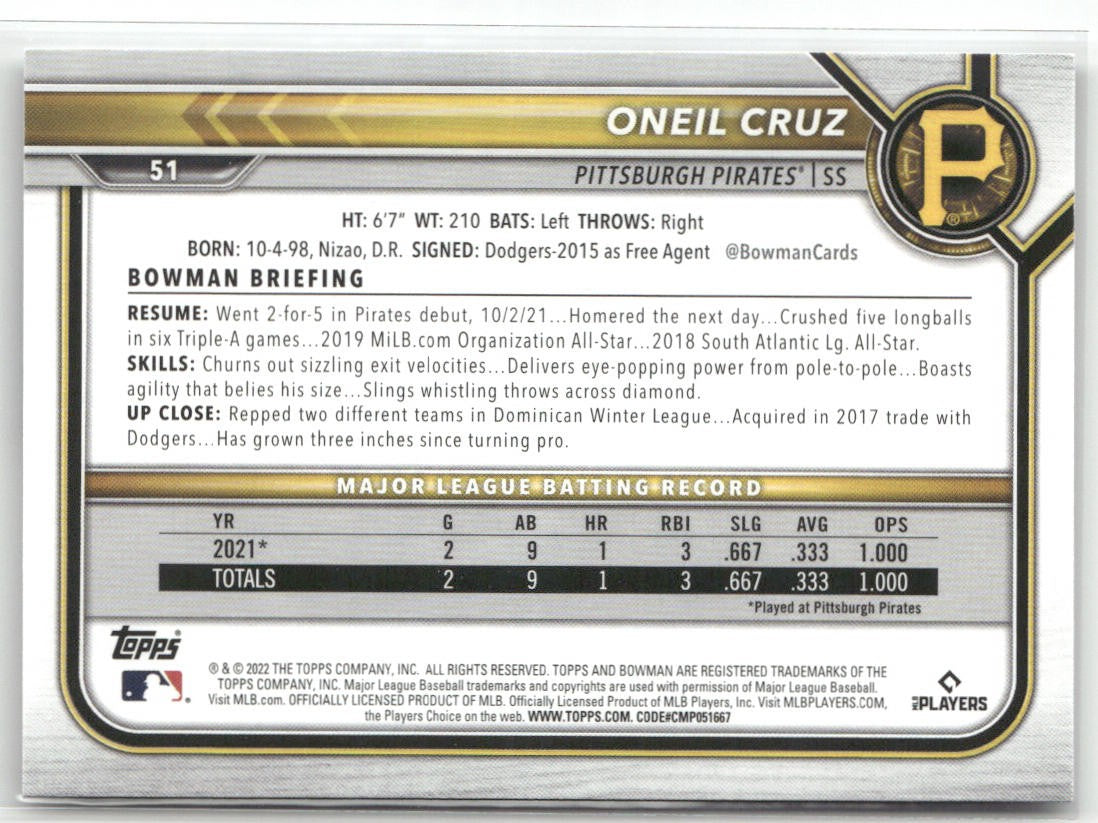 ONEIL CRUZ
51
PITTSBURGH PIRATES® | SS
P
®
HT: 6'7" WT: 210 BATS: Left THROWS: Right
BORN: 10-4-98, Nizao, D.R. SIGNED: Dodgers-2015 as Free Agent @BowmanCards
BOWMAN BRIEFING
RESUME: Went 2-for-5 in Pirates debut, 10/2/21...Homered the next day...Crushed five longballs
in six Triple-A games...2019 MiLB.com Organization All-Star...2018 South Atlantic Lg. All-Star.
SKILLS: Churns out sizzling exit velocities...Delivers eye-popping power from pole-to-pole...Boasts
agility that belies his size...Slings whistling throws across diamond.
UP CLOSE: Repped two different teams in Dominican Winter League...Acquired in 2017 trade with
Dodgers...Has grown three inches since turning pro.
MAJOR LEAGUE BATTING RECORD
YR G AB HR RBI SLG AVG OPS
2021* 2 9 1 3 .667 .333 1.000
TOTALS 2 9 1 3 .667 .333 1.000
*Played at Pittsburgh Pirates
Topps®
® & © 2022 THE TOPPS COMPANY, INC. ALL RIGHTS RESERVED. TOPPS AND BOWMAN ARE REGISTERED TRADEMARKS OF THE
TOPPS COMPANY, INC. Major League Baseball trademarks and copyrights are used with permission of Major League Baseball.
Visit MLB.com. OFFICIALLY LICENSED PRODUCT OF MLB. Officially Licensed Product of MLB Players, Inc. Visit MLBPLAYERS.COM,
the Players Choice on the web. WWW.TOPPS.COM. CODE#CMP051667
MLB PLAYERS